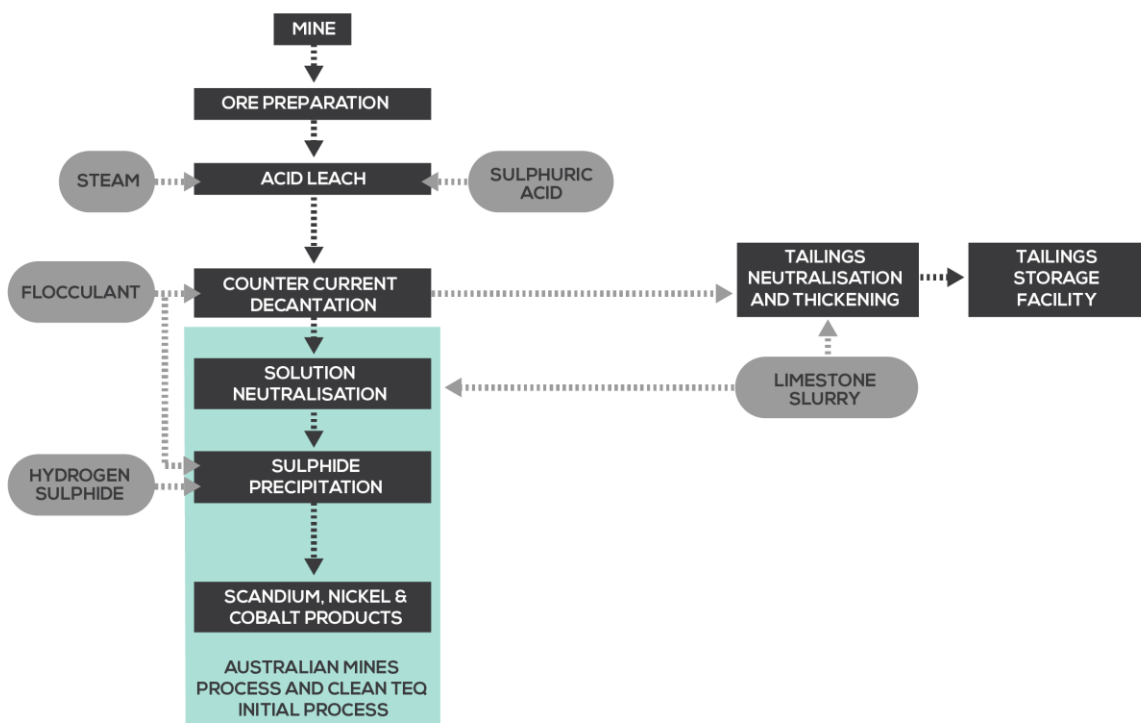 MINE
ORE PREPARATION
STEAM
ACID LEACH
SULPHURIC
ACID
FLOCCULANT
COUNTER CURRENT
DECANTATION
TAILINGS
NEUTRALISATION
AND THICKENING
TAILINGS
STORAGE
FACILITY
SOLUTION
NEUTRALISATION
LIMESTONE
SLURRY
HYDROGEN
SULPHIDE
SULPHIDE
PRECIPITATION
SCANDIUM, NICKEL &
COBALT PRODUCTS
AUSTRALIAN MINES
PROCESS AND CLEAN TEQ
INITIAL PROCESS